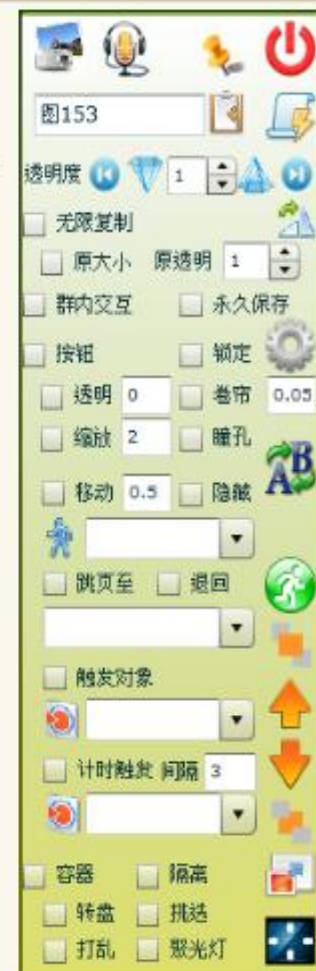 图153
透明度 1
无限复制
原大小 原透明 1
群内交互 永久保存
按钮 锁定
透明 0 卷帘 0.05
缩放 2 瞳孔
移动 0.5 隐藏
AB
跳页至 退回
触发对象
计时触发 间隔 3
容器 隔离
转盘 挑选
打乱 聚光灯